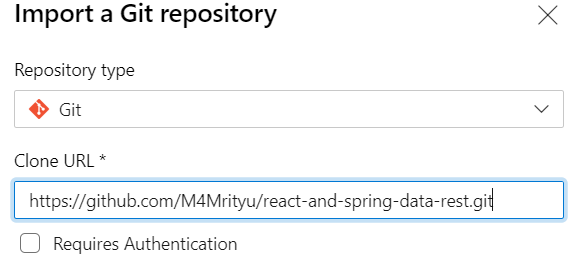 Import a Git repository
Repository type
Git
Clone URL *
https://github.com/M4Mrityu/react-and-spring-data-rest.git
Requires Authentication